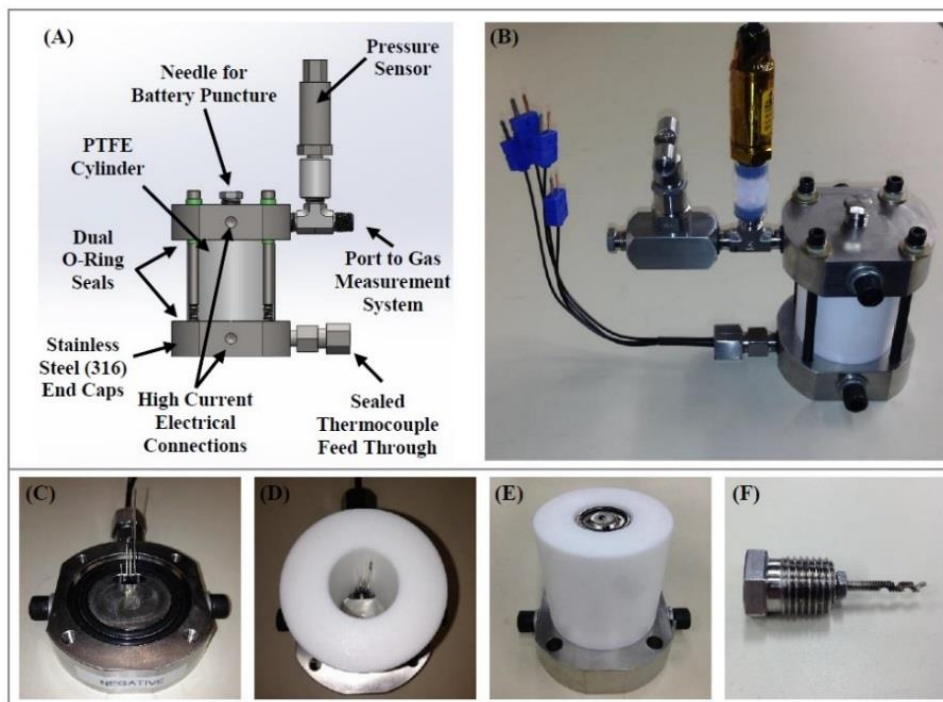 (A)
Pressure
Sensor
Needle for
Battery Puncture
PTFE
Cylinder
Dual
O-Ring
Seals
Port to Gas
Measurement
System
Stainless
Steel (316)
End Caps
High Current
Electrical
Connections
Sealed
Thermocouple
Feed Through
(B)
(C)
NEGATIVE
(D)
(E)
(F)